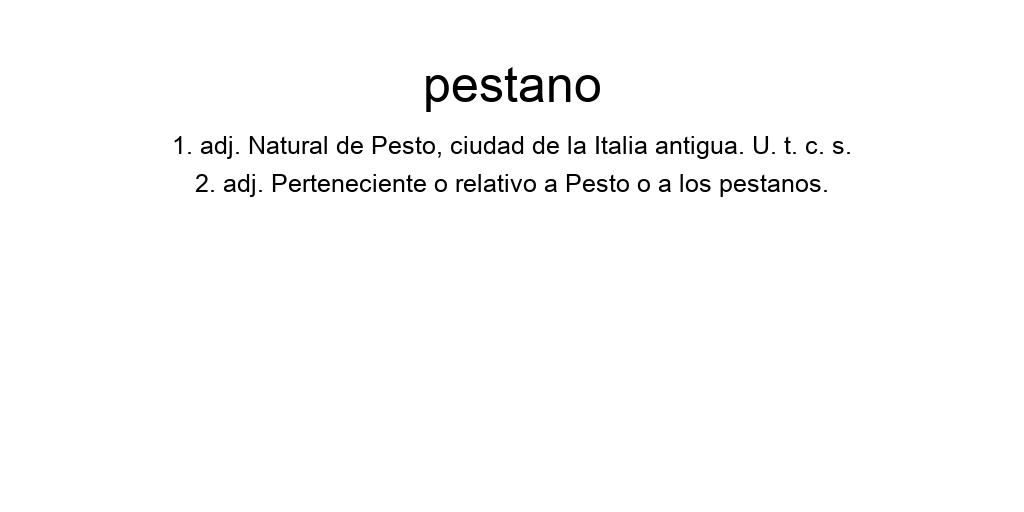 pestano
1. adj. Natural de Pesto, ciudad de la Italia antigua. U. t. c. s.
2. adj. Perteneciente o relativo a Pesto o a los pestanos.